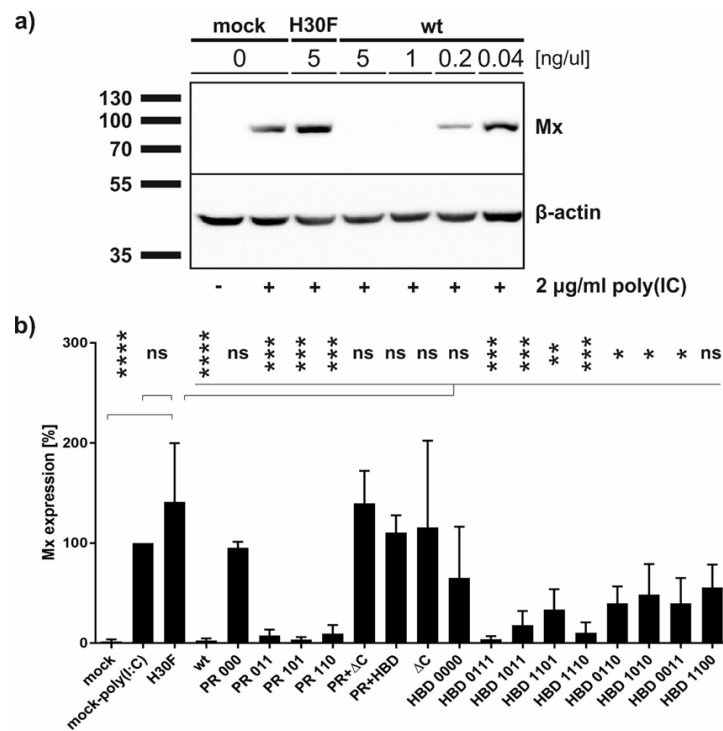 a)
mock H30F wt
0 5 5 1 0.2 0.04 [ng/ul]
130
100
70
Mx
55
35
β-actin
- + + + + + + 2 µg/ml poly(IC)
b)
**** ns **** ns *** *** *** ns ns ns ns *** *** ** *** * * * ns
Mx expression [%]
300
200
100
0
mock
mock-poly(I:C)
H30F
wt
PR 000
PR 011
PR 101
PR 110
PR+ΔC
PR+HBD
ΔC
HBD 0000
HBD 0111
HBD 1011
HBD 1101
HBD 1110
HBD 0110
HBD 1010
HBD 0011
HBD 1100